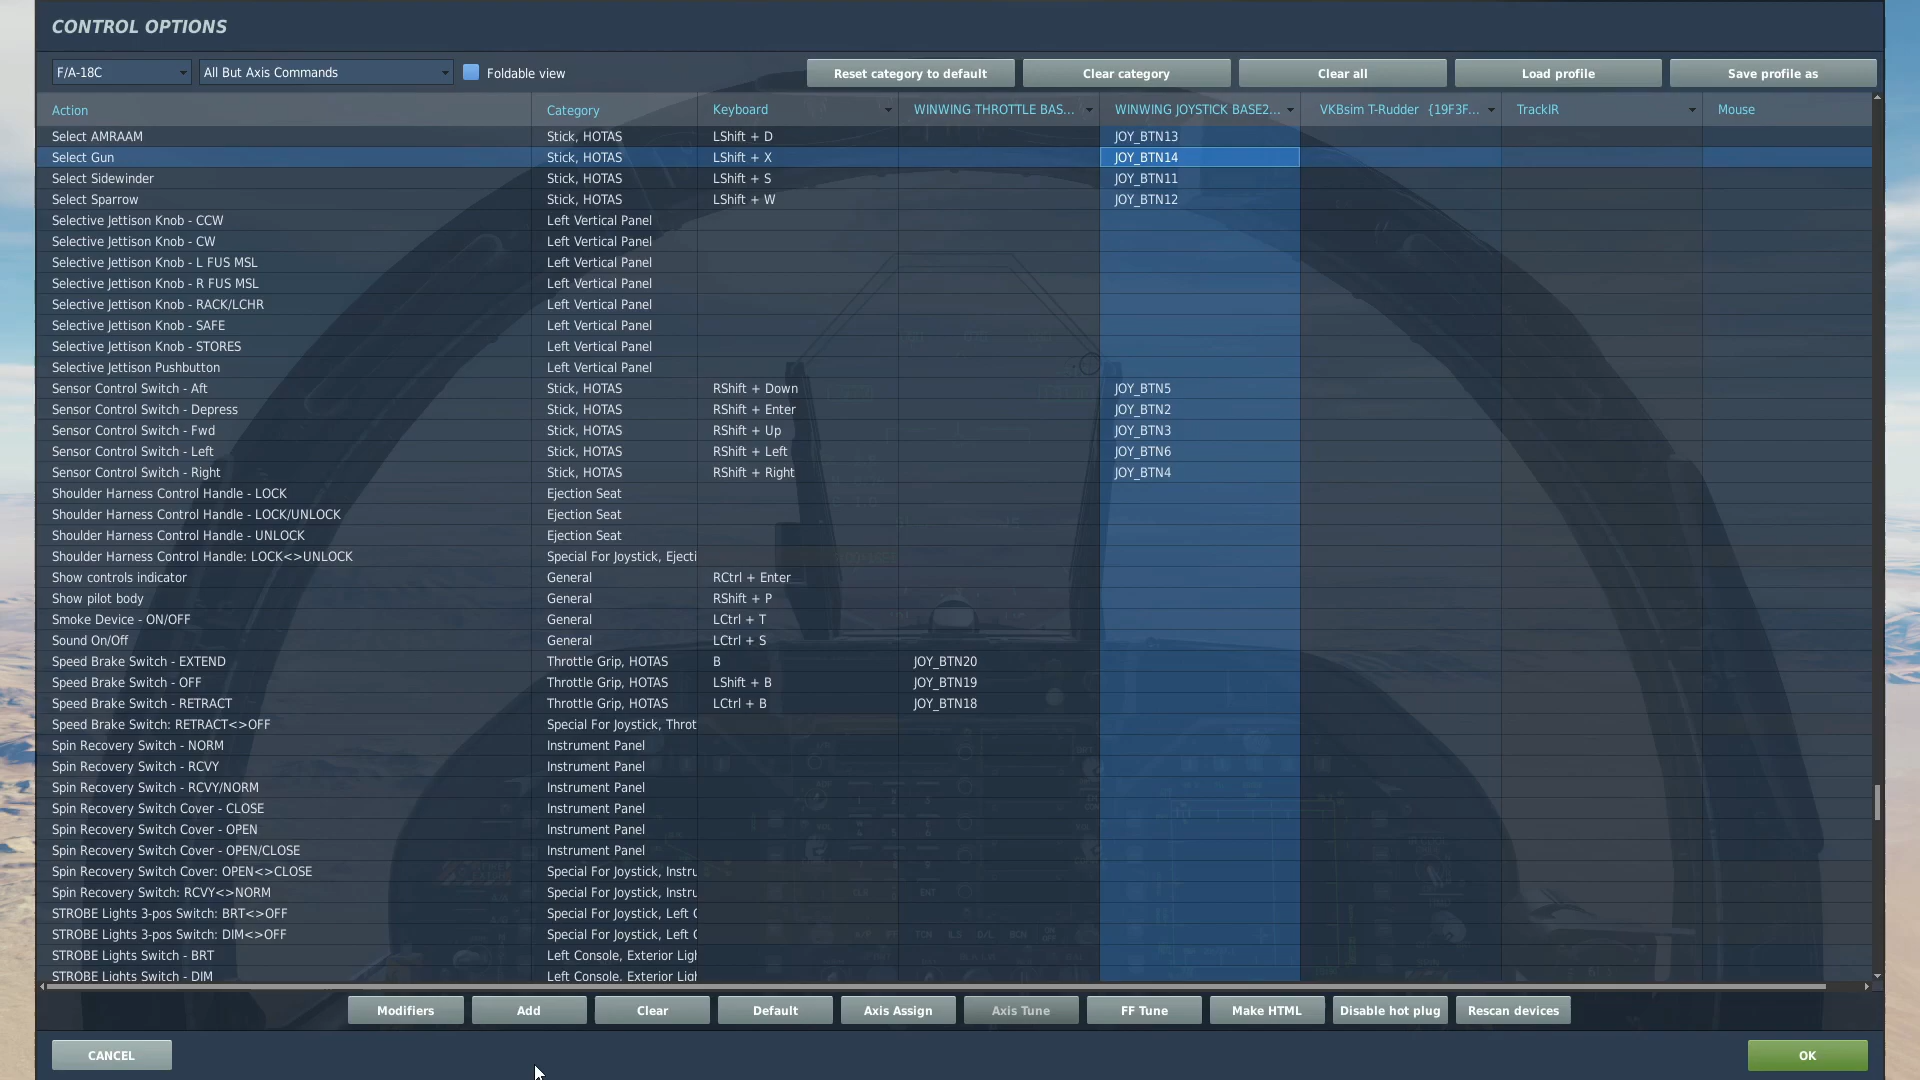 CONTROL OPTIONS
F/A-18C All But Axis Commands Foldable view Reset category to default Clear category Clear all Load profile Save profile as
Action Category Keyboard WINWING THROTTLE BAS... WINWING JOYSTICK BASE2... VKBsim T-Rudder {19F3F... TrackIR Mouse
Select AMRAAM Stick, HOTAS LShift + D JOY_BTN13
Select Gun Stick, HOTAS LShift + X JOY_BTN14
Select Sidewinder Stick, HOTAS LShift + S JOY_BTN11
Select Sparrow Stick, HOTAS LShift + W JOY_BTN12
Selective Jettison Knob - CCW Left Vertical Panel
Selective Jettison Knob - CW Left Vertical Panel
Selective Jettison Knob - L FUS MSL Left Vertical Panel
Selective Jettison Knob - R FUS MSL Left Vertical Panel
Selective Jettison Knob - RACK/LCHR Left Vertical Panel
Selective Jettison Knob - SAFE Left Vertical Panel
Selective Jettison Knob - STORES Left Vertical Panel
Selective Jettison Pushbutton Left Vertical Panel
Sensor Control Switch - Aft Stick, HOTAS RShift + Down JOY_BTN5
Sensor Control Switch - Depress Stick, HOTAS RShift + Enter JOY_BTN2
Sensor Control Switch - Fwd Stick, HOTAS RShift + Up JOY_BTN3
Sensor Control Switch - Left Stick, HOTAS RShift + Left JOY_BTN6
Sensor Control Switch - Right Stick, HOTAS RShift + Right JOY_BTN4
Shoulder Harness Control Handle - LOCK Ejection Seat
Shoulder Harness Control Handle - LOCK/UNLOCK Ejection Seat
Shoulder Harness Control Handle - UNLOCK Ejection Seat
Shoulder Harness Control Handle: LOCK<>UNLOCK Special For Joystick, Ejecti
Show controls indicator General RCtrl + Enter
Show pilot body General RShift + P
Smoke Device - ON/OFF General LCtrl + T
Sound On/Off General LCtrl + S
Speed Brake Switch - EXTEND Throttle Grip, HOTAS B JOY_BTN20
Speed Brake Switch - OFF Throttle Grip, HOTAS LShift + B JOY_BTN19
Speed Brake Switch - RETRACT Throttle Grip, HOTAS LCtrl + B JOY_BTN18
Speed Brake Switch: RETRACT<>OFF Special For Joystick, Throt
Spin Recovery Switch - NORM Instrument Panel
Spin Recovery Switch - RCVY Instrument Panel
Spin Recovery Switch - RCVY/NORM Instrument Panel
Spin Recovery Switch Cover - CLOSE Instrument Panel
Spin Recovery Switch Cover - OPEN Instrument Panel
Spin Recovery Switch Cover - OPEN/CLOSE Instrument Panel
Spin Recovery Switch Cover: OPEN<>CLOSE Special For Joystick, Instru
Spin Recovery Switch: RCVY<>NORM Special For Joystick, Instru
STROBE Lights 3-pos Switch: BRT<>OFF Special For Joystick, Left C
STROBE Lights 3-pos Switch: DIM<>OFF Special For Joystick, Left C
STROBE Lights Switch - BRT Left Console, Exterior Ligh
STROBE Lights Switch - DIM Left Console, Exterior Ligh
Modifiers Add Clear Default Axis Assign Axis Tune FF Tune Make HTML Disable hot plug Rescan devices
CANCEL OK